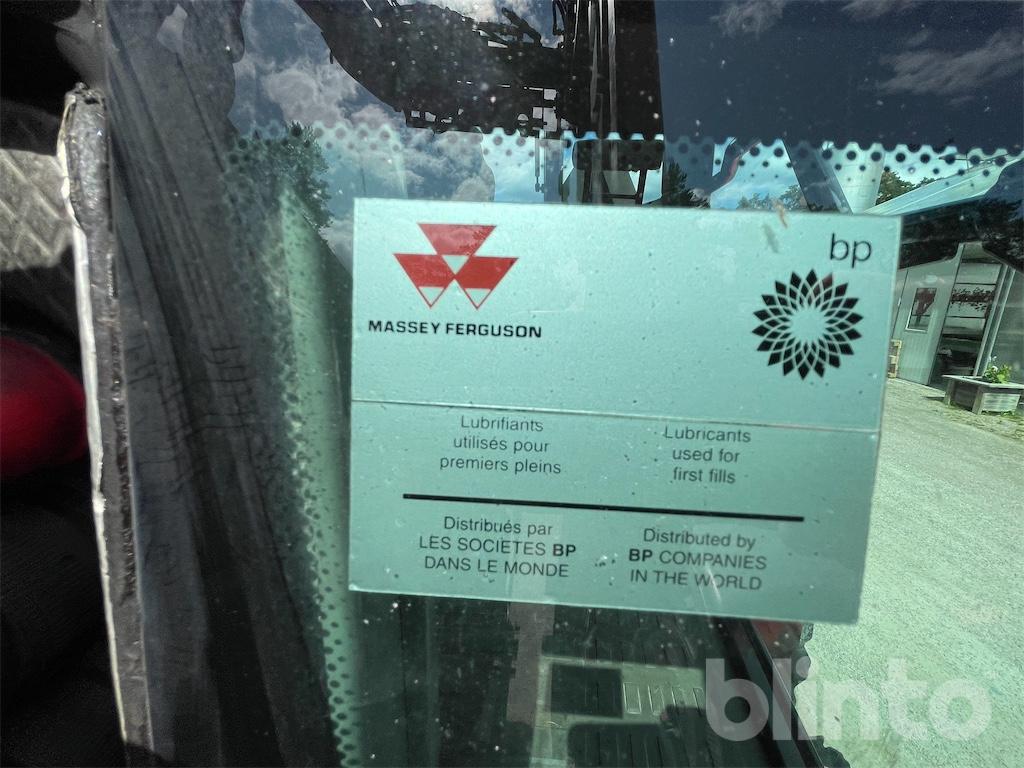 MASSEY FERGUSON
bp
Lubrifiants
utilisés pour
premiers pleins
Lubricants
used for
first fills
Distribués par
LES SOCIETES BP
DANS LE MONDE
Distributed by
BP COMPANIES
IN THE WORLD
blinto